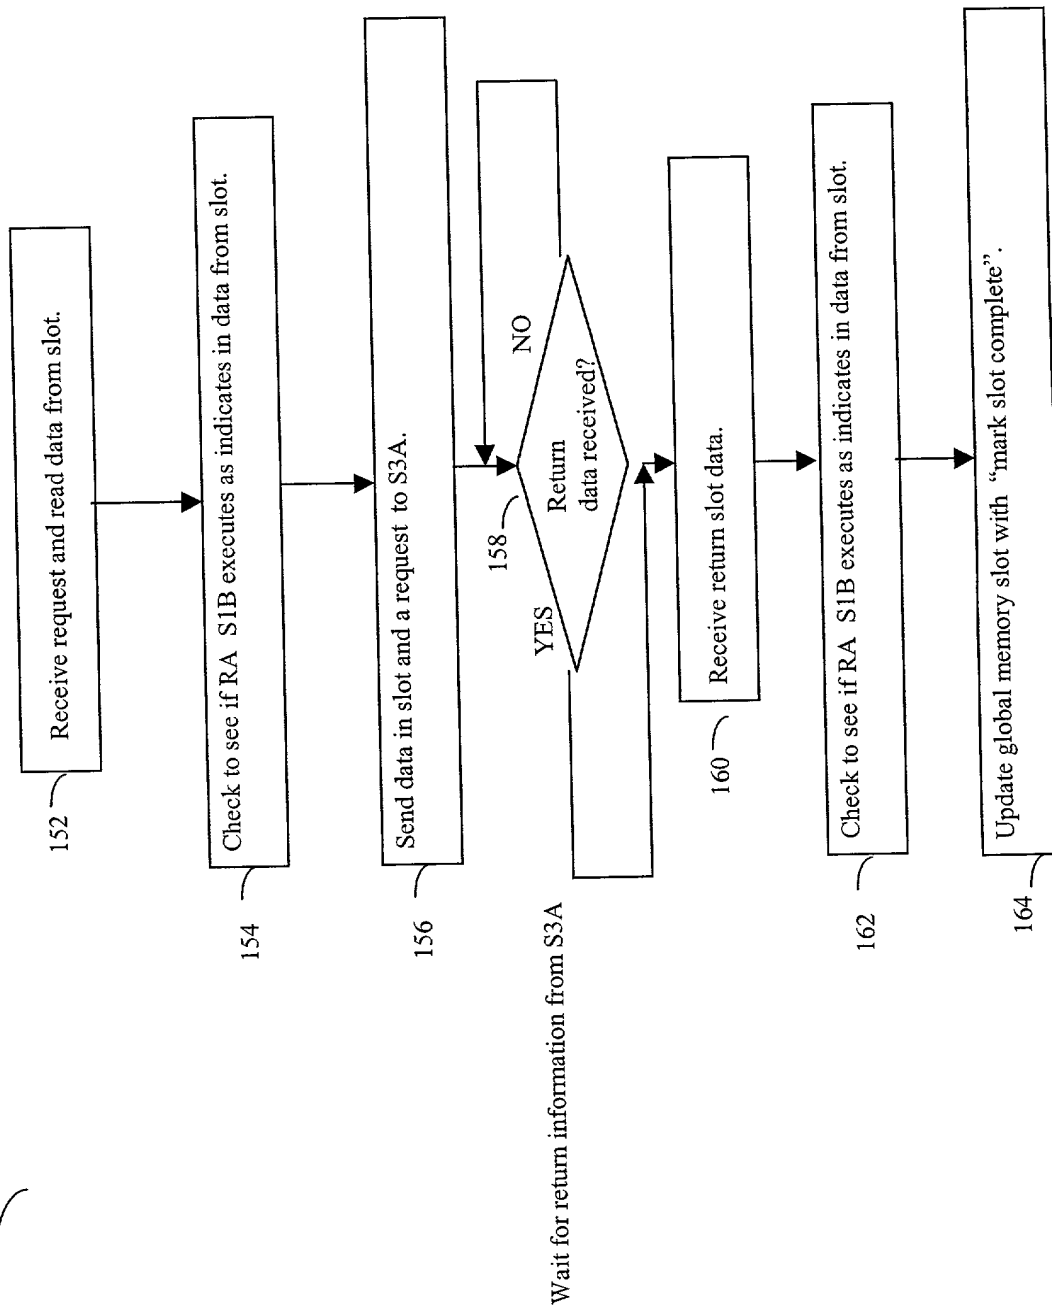 152
Receive request and read data from slot.
154
Check to see if RA S1B executes as indicates in data from slot.
156
Send data in slot and a request to S3A.
158
Return
data received?
YES
NO
Wait for return information from S3A
160
Receive return slot data.
162
Check to see if RA S1B executes as indicates in data from slot.
164
Update global memory slot with “mark slot complete”.